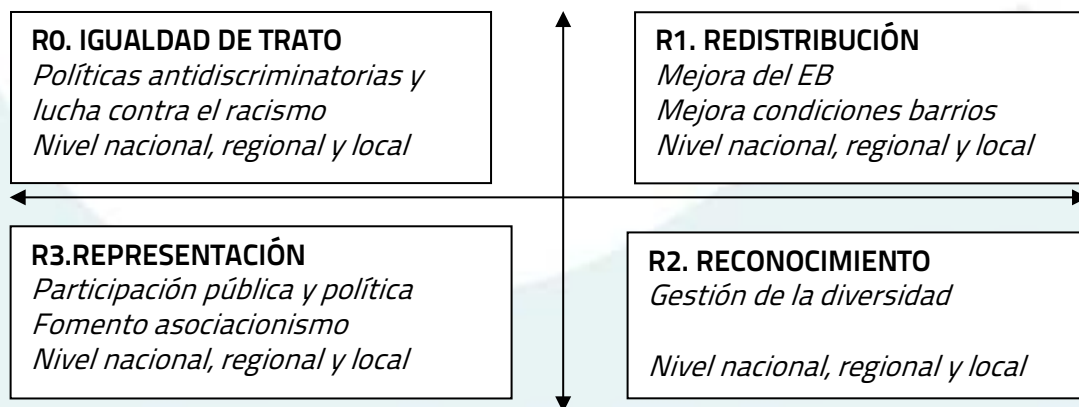 R0. IGUALDAD DE TRATO
Políticas antidiscriminatorias y
lucha contra el racismo
Nivel nacional, regional y local
R1. REDISTRIBUCIÓN
Mejora del EB
Mejora condiciones barrios
Nivel nacional, regional y local
R3.REPRESENTACIÓN
Participación pública y política
Fomento asociacionismo
Nivel nacional, regional y local
R2. RECONOCIMIENTO
Gestión de la diversidad
Nivel nacional, regional y local